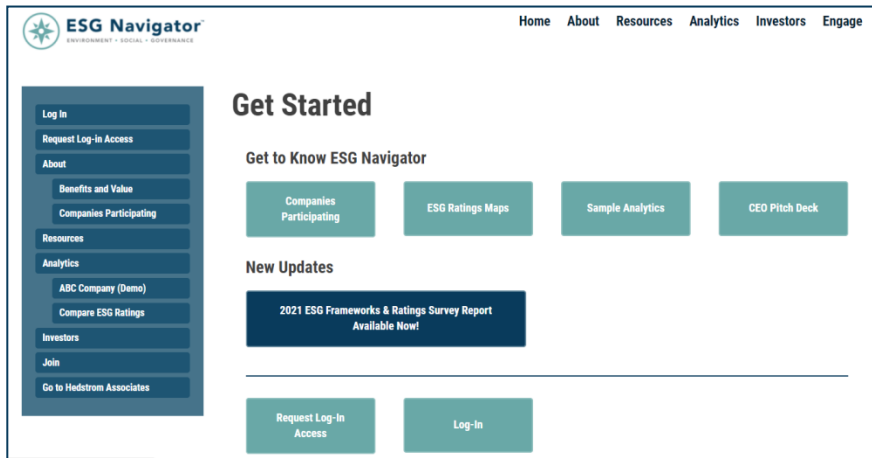 ESG Navigator
ENVIRONMENT • SOCIAL • GOVERNANCE
Home About Resources Analytics Investors Engage
Log In
Request Log-in Access
About
Benefits and Value
Companies Participating
Resources
Analytics
ABC Company (Demo)
Compare ESG Ratings
Investors
Join
Go to Hedstrom Associates
Get Started
Get to Know ESG Navigator
Companies
Participating
ESG Ratings Maps
Sample Analytics
CEO Pitch Deck
New Updates
2021 ESG Frameworks & Ratings Survey Report
Available Now!
Request Log-In
Access
Log-In